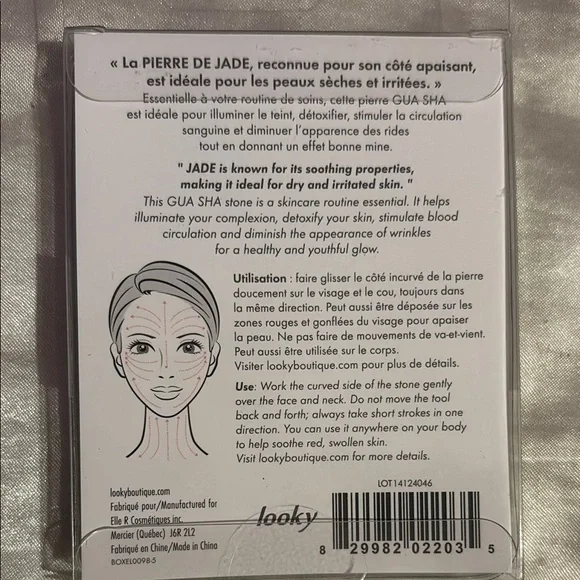 « La PIERRE DE JADE, reconnue pour son côté apaisant,
est idéale pour les peaux sèches et irritées. »
Essentielle à votre routine de soins, cette pierre GUA SHA
est idéale pour illuminer le teint, détoxifier, stimuler la circulation
sanguine et diminuer l'apparence des rides
tout en donnant un effet bonne mine.
" JADE is known for its soothing properties,
making it ideal for dry and irritated skin. "
This GUA SHA stone is a skincare routine essential. It helps
illuminate your complexion, detoxify your skin, stimulate blood
circulation and diminish the appearance of wrinkles
for a healthy and youthful glow.
Utilisation : faire glisser le côté incurvé de la pierre
doucement sur le visage et le cou, toujours dans
la même direction. Peut aussi être déposée sur les
zones rouges et gonflées du visage pour apaiser
la peau. Ne pas faire de mouvements de va-et-vient.
Peut aussi être utilisée sur le corps.
Visiter lookyboutique.com pour plus de détails.
Use: Work the curved side of the stone gently
over the face and neck. Do not move the tool
back and forth; always take short strokes in one
direction. You can use it anywhere on your body
to help soothe red, swollen skin.
Visit lookyboutique.com for more details.
lookyboutique.com
Fabriqué pour/Manufactured for
Elle R Cosmétiques inc.
Mercier (Québec) J6R 2L2
Fabriqué en Chine/Made in China
BOXEL0098-5
looky
LOT14124046
8 29982 02203 5